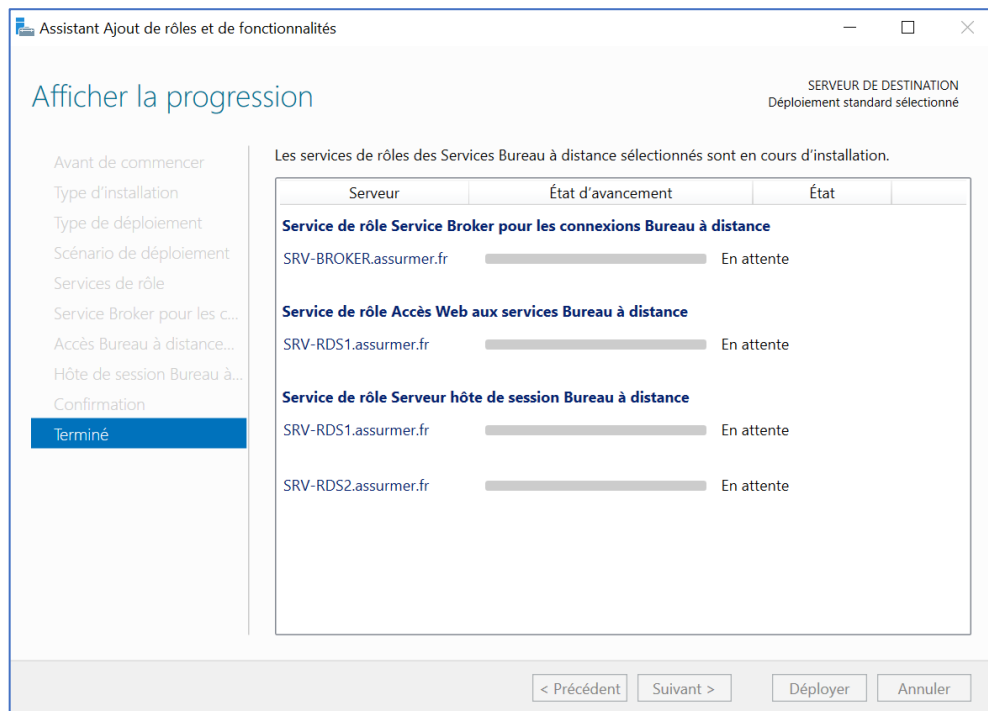 Assistant Ajout de rôles et de fonctionnalités
Afficher la progression
SERVEUR DE DESTINATION
Déploiement standard sélectionné
Avant de commencer
Type d'installation
Type de déploiement
Scénario de déploiement
Services de rôle
Service Broker pour les c...
Accès Bureau à distance...
Hôte de session Bureau à...
Confirmation
Terminé
Les services de rôles des Services Bureau à distance sélectionnés sont en cours d'installation.
Serveur État d'avancement État
Service de rôle Service Broker pour les connexions Bureau à distance
SRV-BROKER.assurmer.fr En attente
Service de rôle Accès Web aux services Bureau à distance
SRV-RDS1.assurmer.fr En attente
Service de rôle Serveur hôte de session Bureau à distance
SRV-RDS1.assurmer.fr En attente
SRV-RDS2.assurmer.fr En attente
< Précédent Suivant > Déployer Annuler